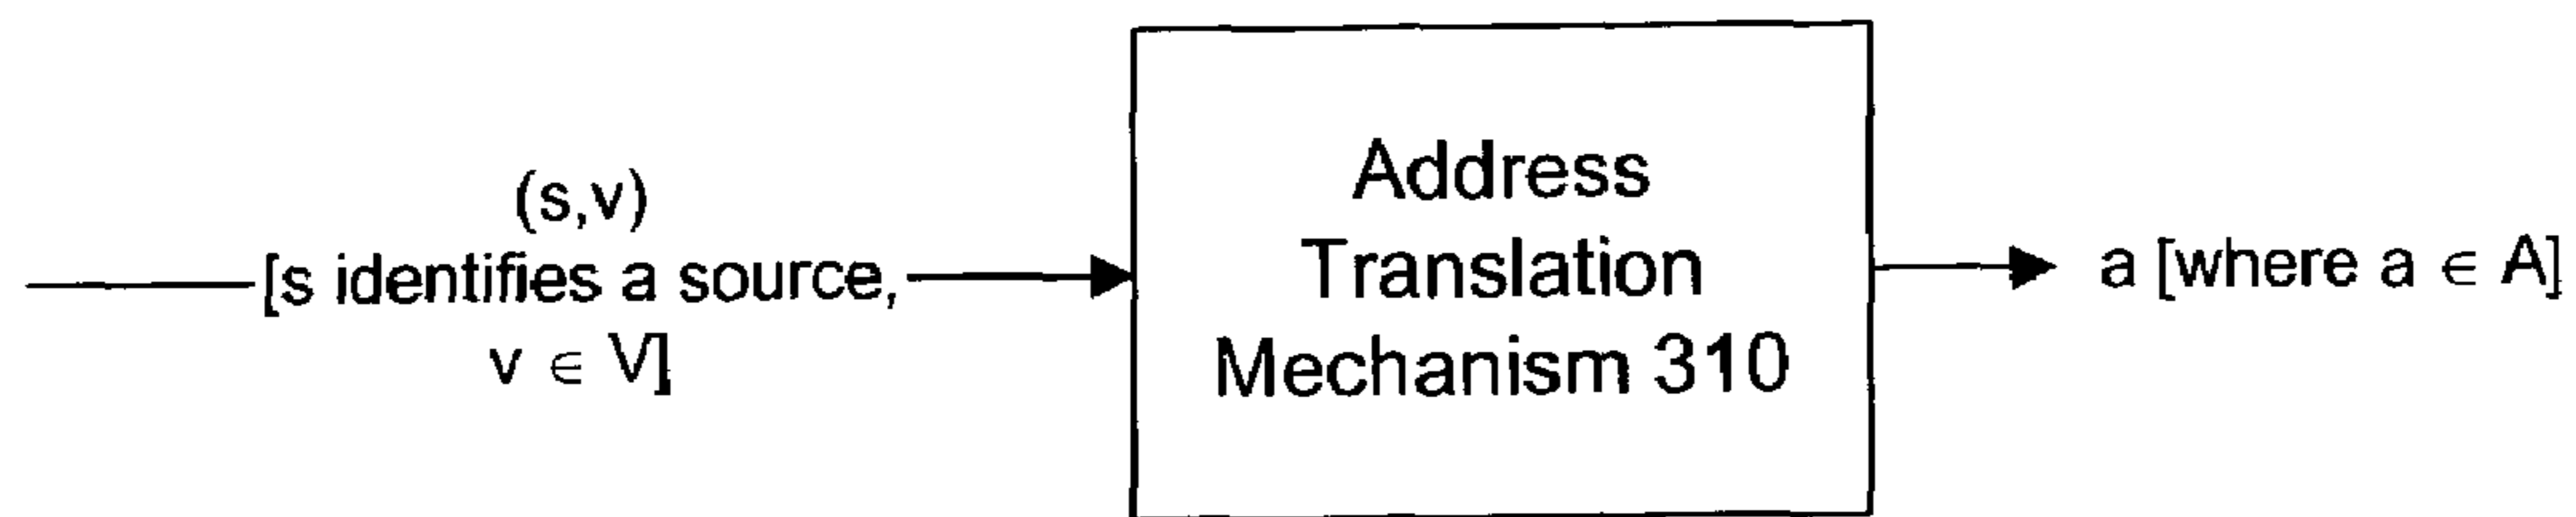 (s,v)
[s identifies a source,
v ∈ V]
Address
Translation
Mechanism 310
a [where a ∈ A]